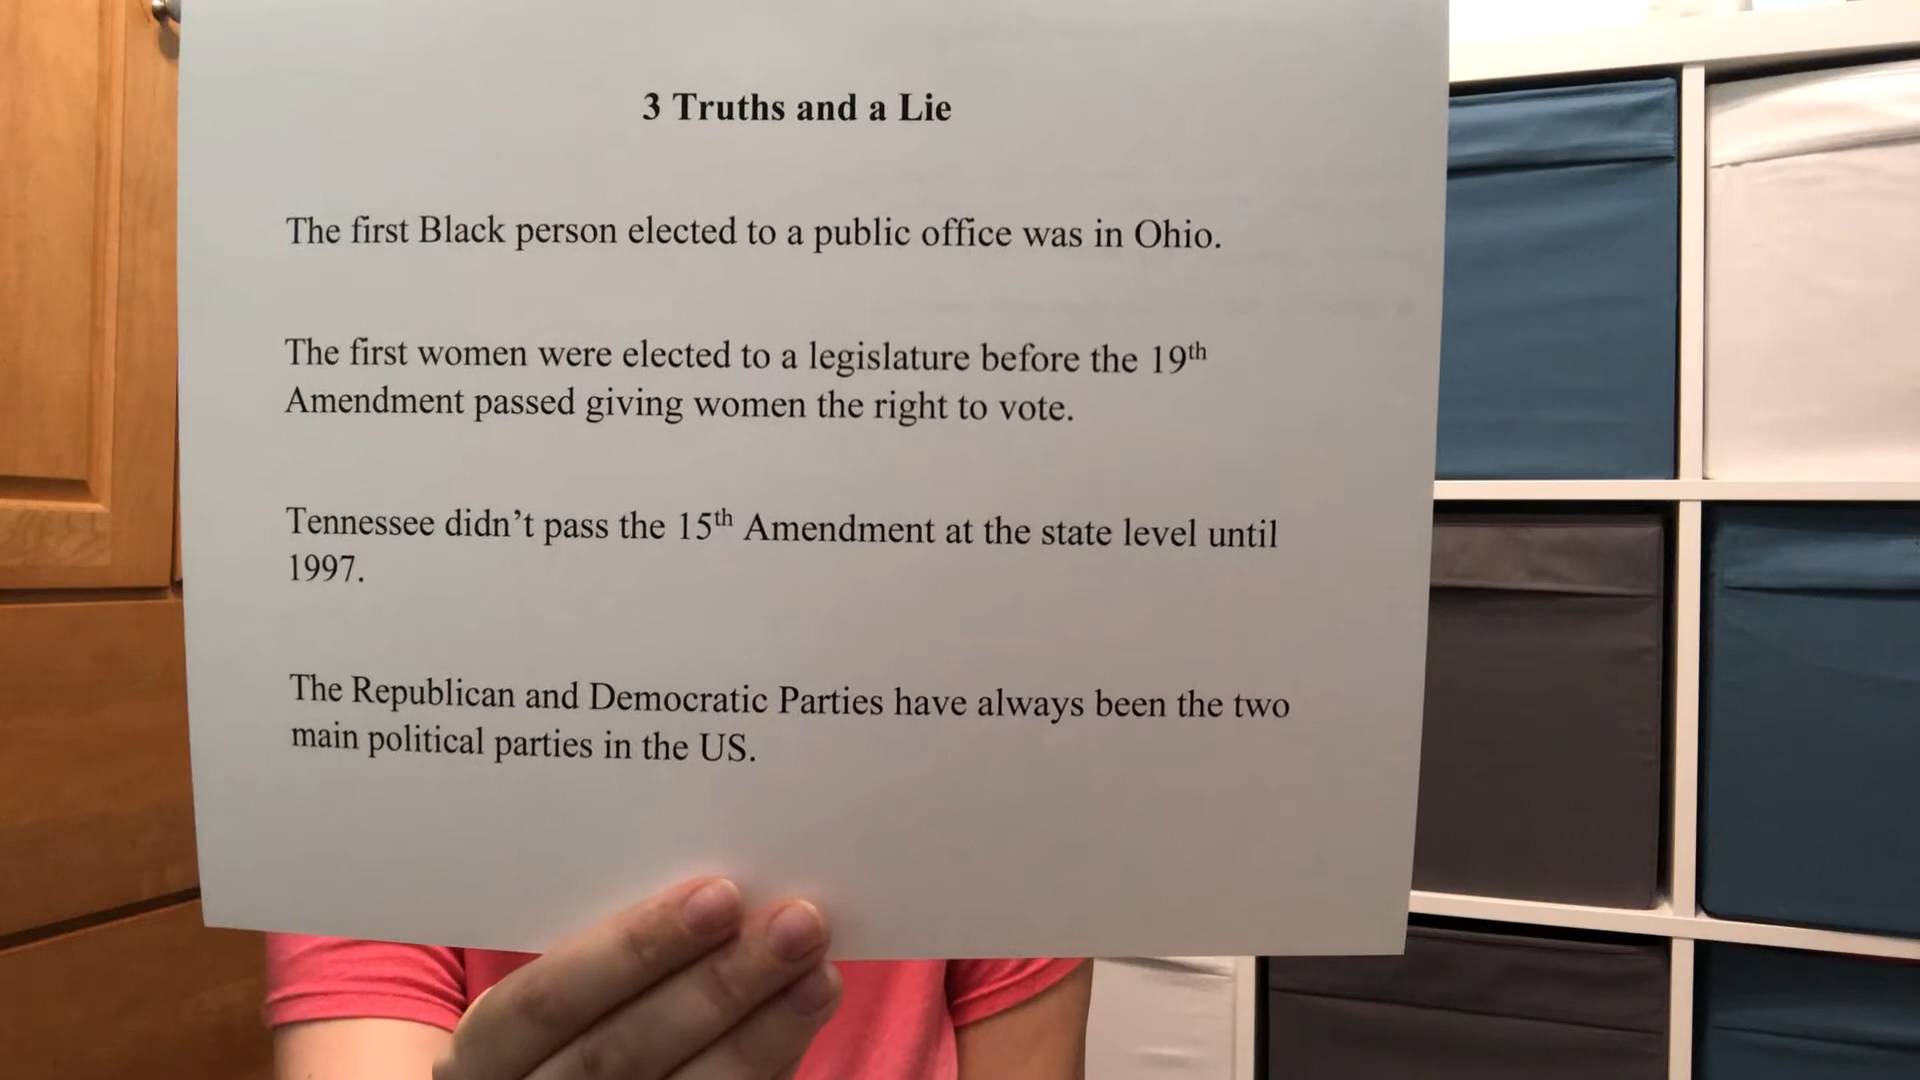 3 Truths and a Lie
The first Black person elected to a public office was in Ohio.
The first women were elected to a legislature before the 19th
Amendment passed giving women the right to vote.
Tennessee didn’t pass the 15th Amendment at the state level until
1997.
The Republican and Democratic Parties have always been the two
main political parties in the US.